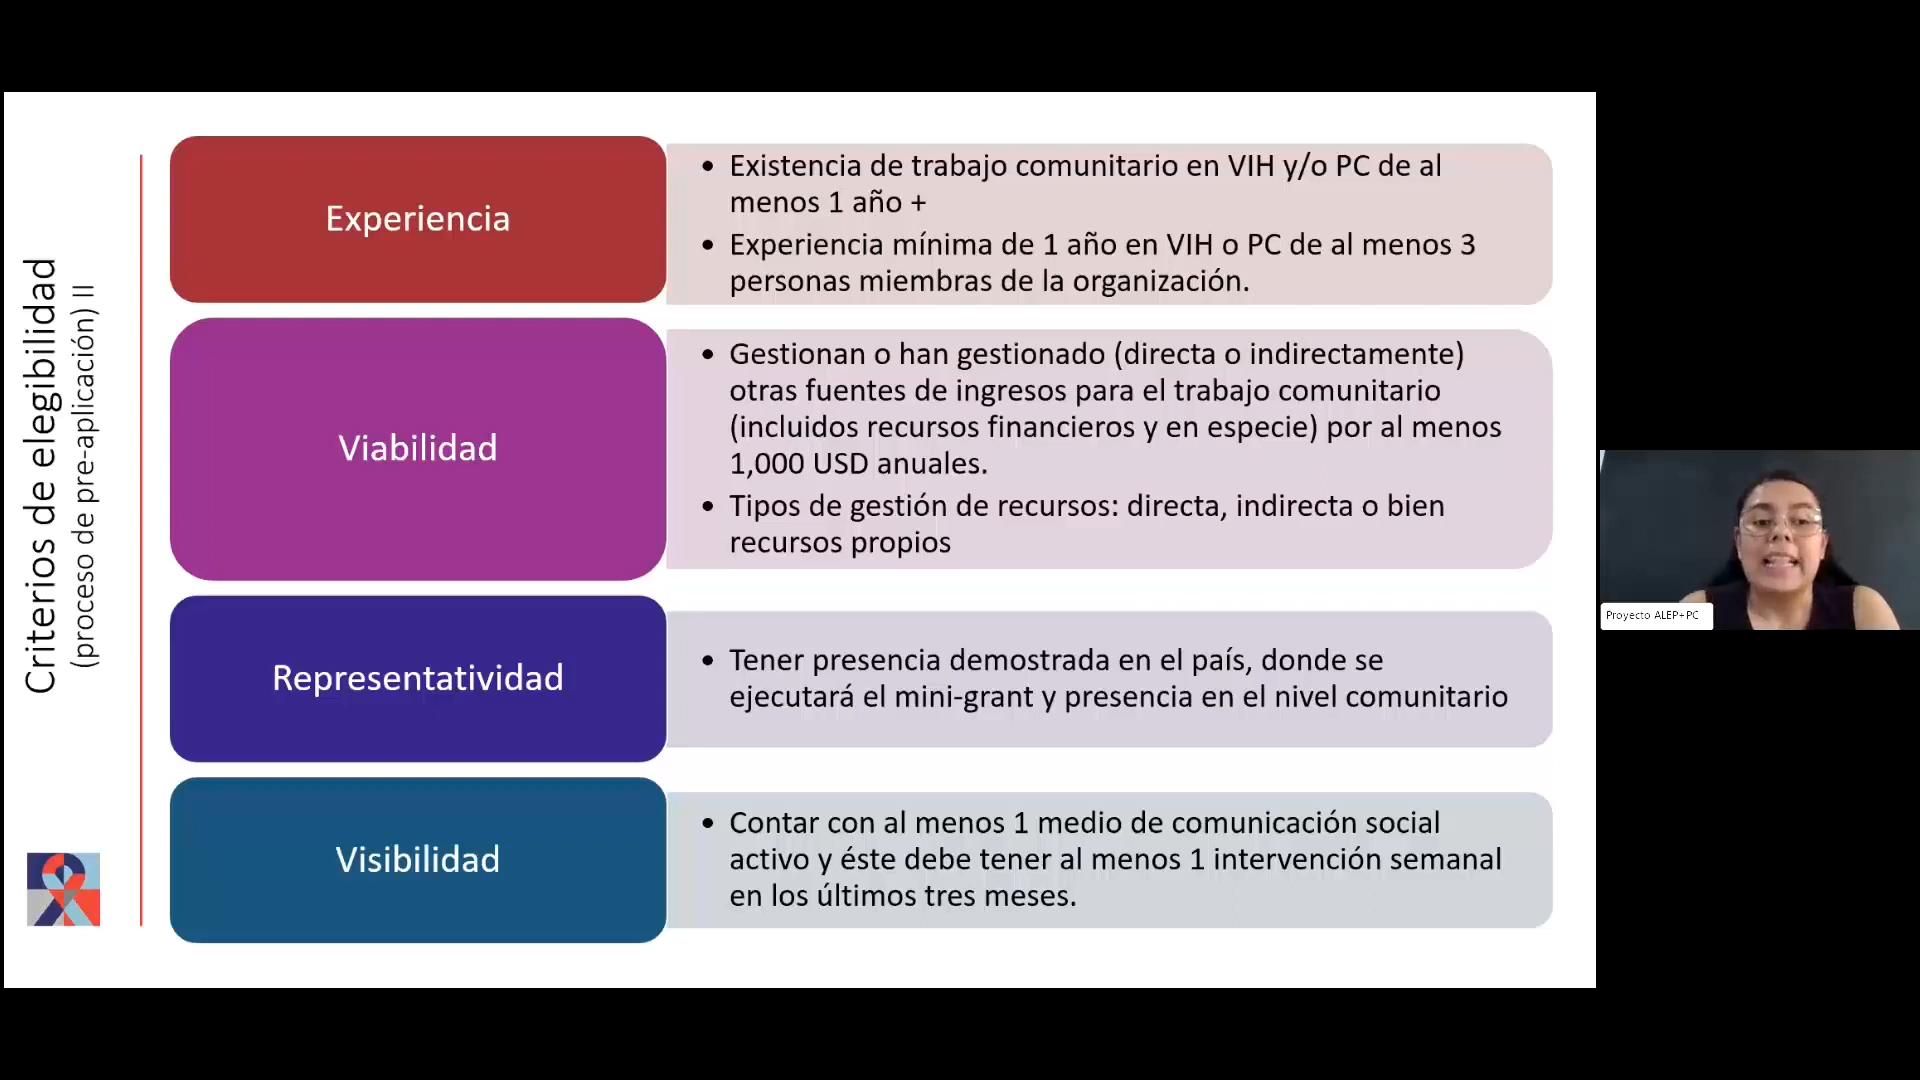 Criterios de elegibilidad
(proceso de pre-aplicación) II
Experiencia
• Existencia de trabajo comunitario en VIH y/o PC de al
menos 1 año +
• Experiencia mínima de 1 año en VIH o PC de al menos 3
personas miembras de la organización.
Viabilidad
• Gestionan o han gestionado (directa o indirectamente)
otras fuentes de ingresos para el trabajo comunitario
(incluidos recursos financieros y en especie) por al menos
1,000 USD anuales.
• Tipos de gestión de recursos: directa, indirecta o bien
recursos propios
Representatividad
• Tener presencia demostrada en el país, donde se
ejecutará el mini-grant y presencia en el nivel comunitario
Visibilidad
• Contar con al menos 1 medio de comunicación social
activo y éste debe tener al menos 1 intervención semanal
en los últimos tres meses.
Proyecto ALEP+PC